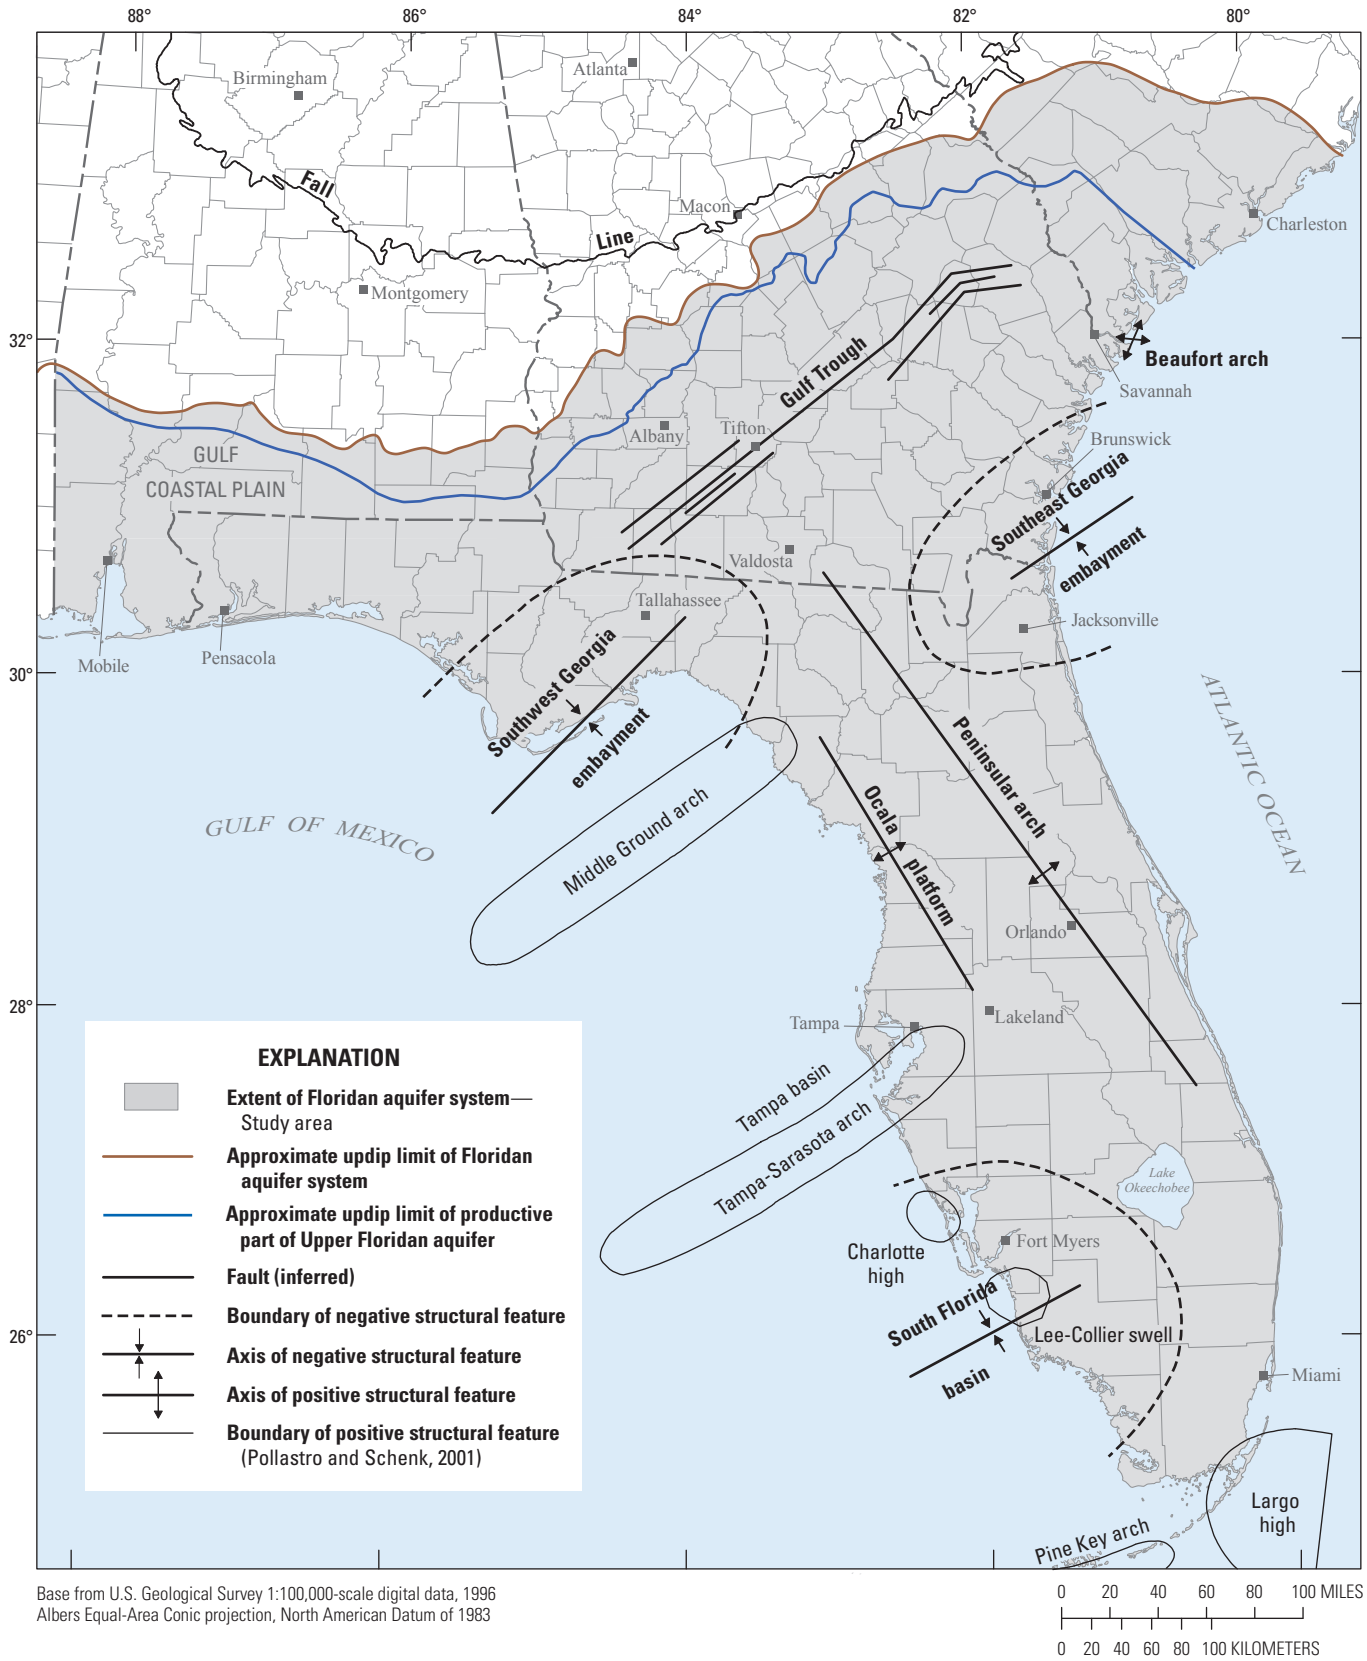 88°
86°
84°
82°
80°
Birmingham
Atlanta
Fall
Line
Macon
Charleston
Montgomery
32°
Gulf Trough
Beaufort arch
Savannah
Albany
Tifton
Brunswick
GULF
COASTAL PLAIN
Southeast Georgia
embayment
Valdosta
Tallahassee
Jacksonville
Mobile
Pensacola
30°
Southwest Georgia
embayment
ATLANTIC OCEAN
Peninsular arch
Ocala
platform
GULF OF MEXICO
Middle Ground arch
Orlando
28°
Tampa
Lakeland
Tampa basin
Tampa-Sarasota arch
Lake
Okeechobee
Charlotte
high
Fort Myers
South Florida
basin
Lee-Collier swell
26°
Miami
Largo
high
Pine Key arch
EXPLANATION
Extent of Floridan aquifer system—
Study area
Approximate updip limit of Floridan
aquifer system
Approximate updip limit of productive
part of Upper Floridan aquifer
Fault (inferred)
Boundary of negative structural feature
Axis of negative structural feature
Axis of positive structural feature
Boundary of positive structural feature
(Pollastro and Schenk, 2001)
Base from U.S. Geological Survey 1:100,000-scale digital data, 1996
Albers Equal-Area Conic projection, North American Datum of 1983
0 20 40 60 80 100 MILES
0 20 40 60 80 100 KILOMETERS